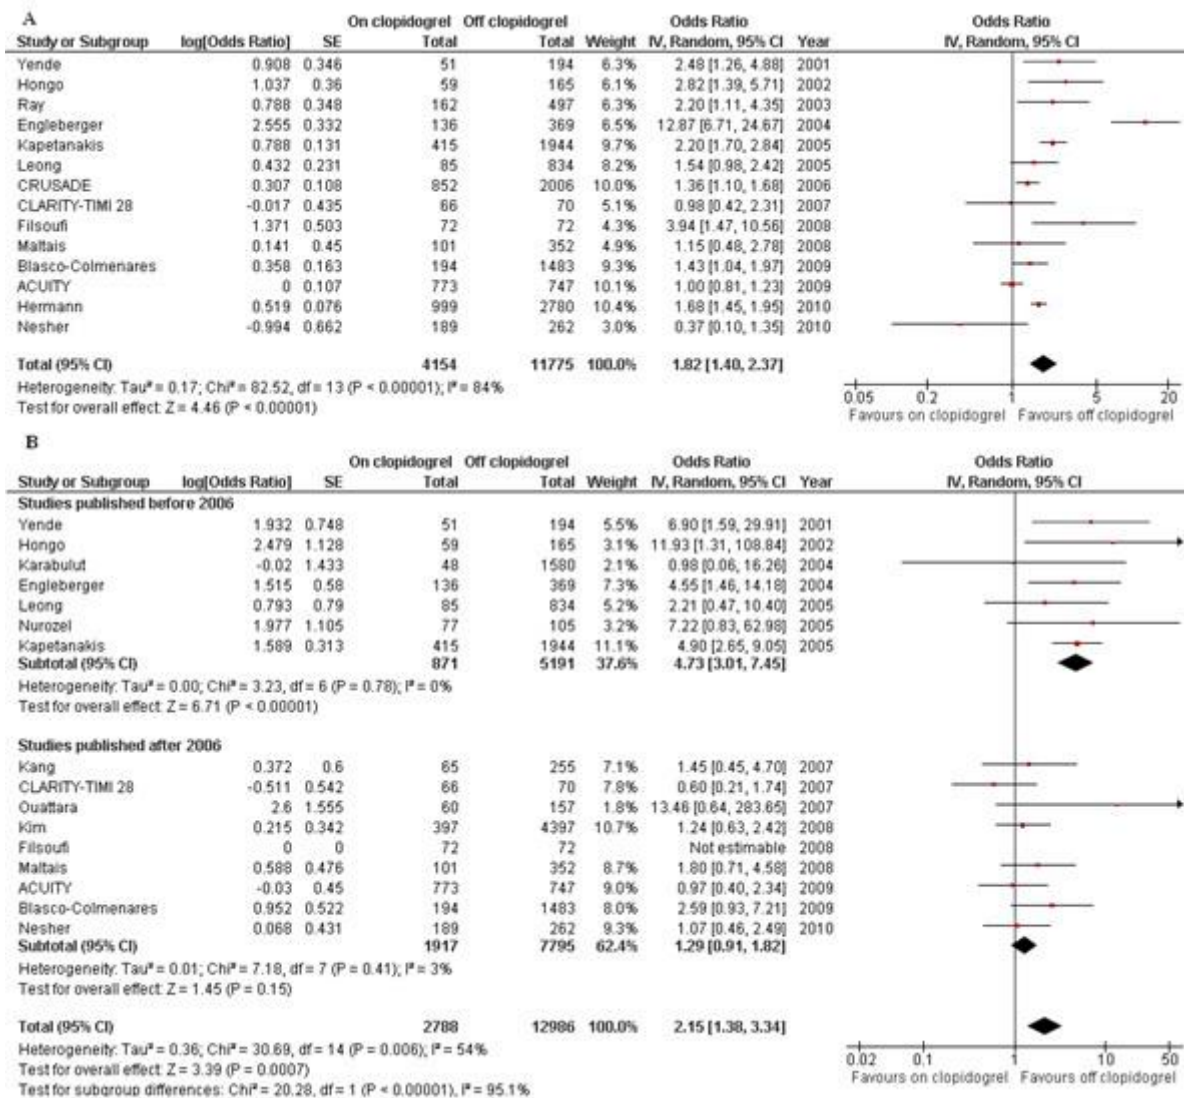 A
On clopidogrel Off clopidogrel Odds Ratio Odds Ratio
Study or Subgroup log[Odds Ratio] SE Total Total Weight IV, Random, 95% CI Year IV, Random, 95% CI
Yende 0.908 0.346 51 194 6.3% 2.48 [1.26, 4.88] 2001
Hongo 1.037 0.36 59 165 6.1% 2.82 [1.39, 5.71] 2002
Ray 0.788 0.348 162 497 6.3% 2.20 [1.11, 4.35] 2003
Engleberger 2.555 0.332 136 369 6.5% 12.87 [6.71, 24.67] 2004
Kapetanakis 0.788 0.131 415 1944 9.7% 2.20 [1.70, 2.84] 2005
Leong 0.432 0.231 85 834 8.2% 1.54 [0.98, 2.42] 2005
CRUSADE 0.307 0.108 852 2006 10.0% 1.36 [1.10, 1.68] 2006
CLARITY-TIMI 28 -0.017 0.435 66 70 5.1% 0.98 [0.42, 2.31] 2007
Filsoufi 1.371 0.503 72 72 4.3% 3.94 [1.47, 10.56] 2008
Maltais 0.141 0.45 101 352 4.9% 1.15 [0.48, 2.78] 2008
Blasco-Colmenares 0.358 0.163 194 1483 9.3% 1.43 [1.04, 1.97] 2009
ACUITY 0 0.107 773 747 10.1% 1.00 [0.81, 1.23] 2009
Hermann 0.519 0.076 999 2780 10.4% 1.68 [1.45, 1.95] 2010
Nesher -0.994 0.662 189 262 3.0% 0.37 [0.10, 1.35] 2010
Total (95% CI) 4154 11775 100.0% 1.82 [1.40, 2.37]
Heterogeneity: Tau² = 0.17; Chi² = 82.52, df = 13 (P < 0.00001); I² = 84%
Test for overall effect: Z = 4.46 (P < 0.00001)
0.05 0.2 1 5 20
Favours on clopidogrel Favours off clopidogrel
B
On clopidogrel Off clopidogrel Odds Ratio Odds Ratio
Study or Subgroup log[Odds Ratio] SE Total Total Weight IV, Random, 95% CI Year IV, Random, 95% CI
Studies published before 2006
Yende 1.932 0.748 51 194 5.5% 6.90 [1.59, 29.91] 2001
Hongo 2.479 1.128 59 165 3.1% 11.93 [1.31, 108.84] 2002
Karabulut -0.02 1.433 48 1580 2.1% 0.98 [0.06, 16.26] 2004
Engleberger 1.515 0.58 136 369 7.3% 4.55 [1.46, 14.18] 2004
Leong 0.793 0.79 85 834 5.2% 2.21 [0.47, 10.40] 2005
Nurozel 1.977 1.105 77 105 3.2% 7.22 [0.83, 62.98] 2005
Kapetanakis 1.589 0.313 415 1944 11.1% 4.90 [2.65, 9.05] 2005
Subtotal (95% CI) 871 5191 37.6% 4.73 [3.01, 7.45]
Heterogeneity: Tau² = 0.00; Chi² = 3.23, df = 6 (P = 0.78); I² = 0%
Test for overall effect: Z = 6.71 (P < 0.00001)
Studies published after 2006
Kang 0.372 0.6 65 255 7.1% 1.45 [0.45, 4.70] 2007
CLARITY-TIMI 28 -0.511 0.542 66 70 7.8% 0.60 [0.21, 1.74] 2007
Ouattara 2.6 1.555 60 157 1.8% 13.46 [0.64, 283.65] 2007
Kim 0.215 0.342 397 4397 10.7% 1.24 [0.63, 2.42] 2008
Filsoufi 0 0 72 72 Not estimable 2008
Maltais 0.588 0.476 101 352 8.7% 1.80 [0.71, 4.58] 2008
ACUITY -0.03 0.45 773 747 9.0% 0.97 [0.40, 2.34] 2009
Blasco-Colmenares 0.952 0.522 194 1483 8.0% 2.59 [0.93, 7.21] 2009
Nesher 0.068 0.431 189 262 9.3% 1.07 [0.46, 2.49] 2010
Subtotal (95% CI) 1917 7795 62.4% 1.29 [0.91, 1.82]
Heterogeneity: Tau² = 0.01; Chi² = 7.18, df = 7 (P = 0.41); I² = 3%
Test for overall effect: Z = 1.45 (P = 0.15)
Total (95% CI) 2788 12986 100.0% 2.15 [1.38, 3.34]
Heterogeneity: Tau² = 0.36; Chi² = 30.69, df = 14 (P = 0.006); I² = 54%
Test for overall effect: Z = 3.39 (P = 0.0007)
Test for subgroup differences: Chi² = 20.28, df = 1 (P < 0.00001), I² = 95.1%
0.02 0.1 1 10 50
Favours on clopidogrel Favours off clopidogrel